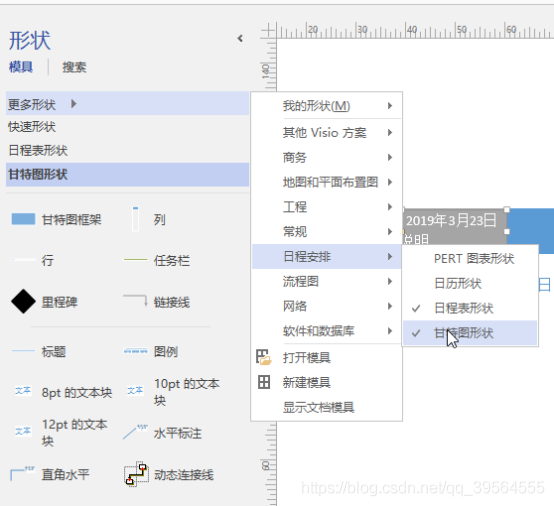 形状
模具
搜索
更多形状
快速形状
日程表形状
甘特图形状
甘特图框架
列
行
任务栏
里程碑
链接线
标题
图例
文本
8pt 的文本块
文本
10pt 的文本
块
文本
12pt 的文本
块
水平标注
直角水平
动态连接线
我的形状(M)
其他 Visio 方案
商务
地图和平面布置图
工程
常规
日程安排
流程图
网络
软件和数据库
打开模具
新建模具
显示文档模具
PERT 图表形状
日历形状
日程表形状
甘特图形状
20
30
40
50
60
140
60
2019年3月23日
说明
日
https://blog.csdn.net/qq_39564555